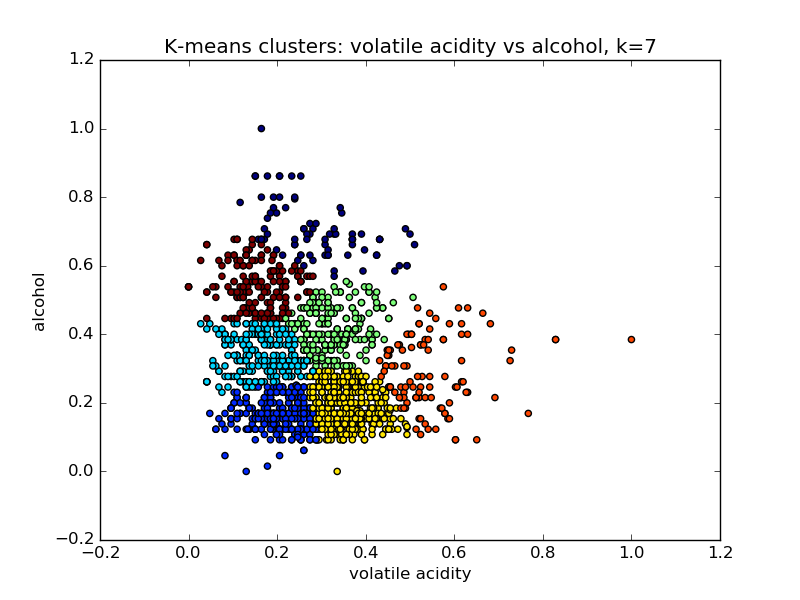 K-means clusters: volatile acidity vs alcohol, k=7
1.2
1.0
0.8
0.6
0.4
0.2
0.0
−0.2
alcohol
−0.2 0.0 0.2 0.4 0.6 0.8 1.0 1.2
volatile acidity